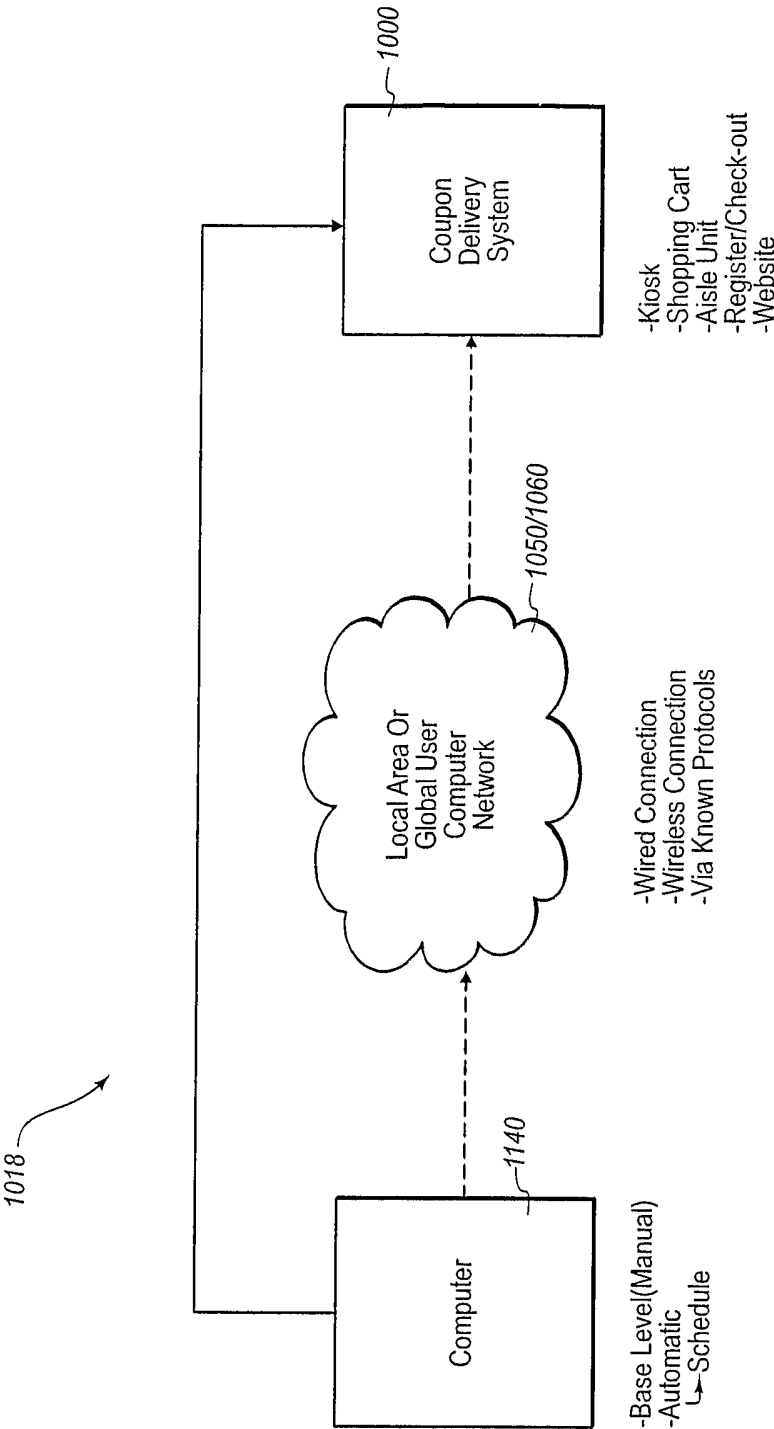 1018
Computer
1140
-Base Level(Manual)
-Automatic
Schedule
Local Area Or
Global User
Computer
Network
1050/1060
-Wired Connection
-Wireless Connection
-Via Known Protocols
Coupon
Delivery
System
1000
-Kiosk
-Shopping Cart
-Aisle Unit
-Register/Check-out
-Website